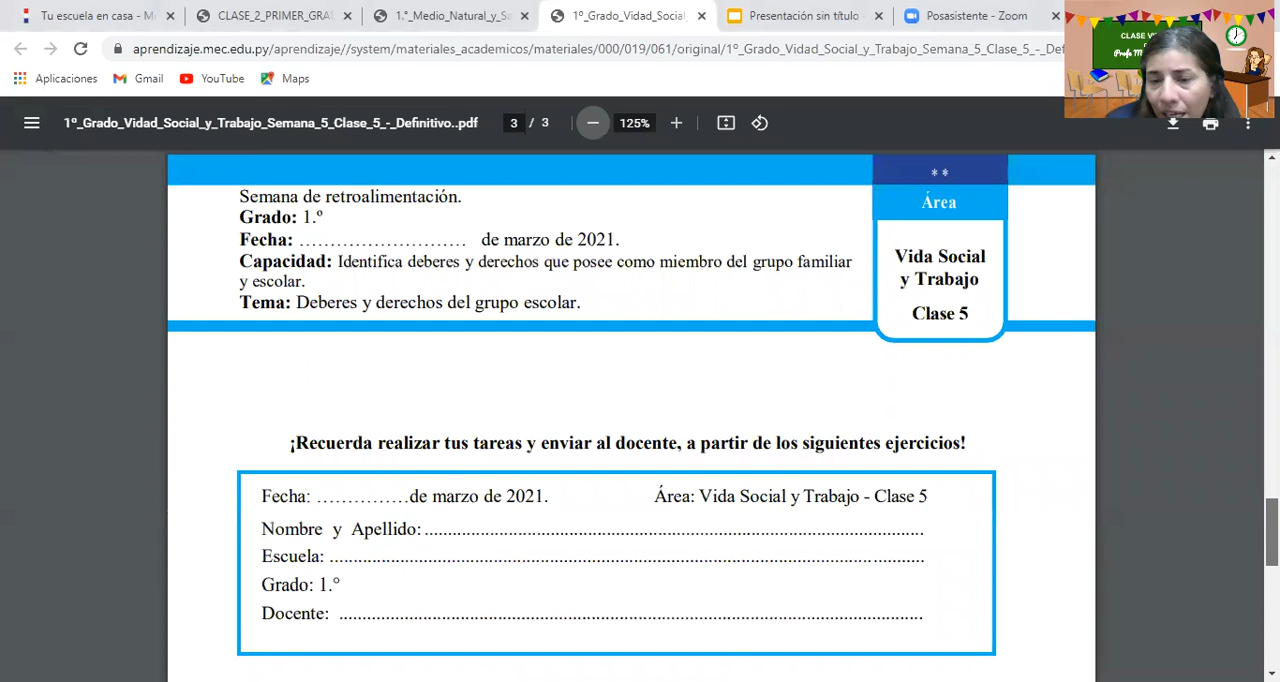 Tu escuela en casa - M
CLASE_2_PRIMER_GRA
1.°_Medio_Natural_y_Sa
1º_Grado_Vidad_Social_
Presentación sin título
Posasistente - Zoom
aprendizaje.mec.edu.py/aprendizaje//system/materiales_academicos/materiales/000/019/061/original/1º_Grado_Vidad_Social_y_Trabajo_Semana_5_Clase_5_-_Def
Aplicaciones
Gmail
YouTube
Maps
CLASE
Profe
1º_Grado_Vidad_Social_y_Trabajo_Semana_5_Clase_5_-_Definitivo..pdf
3 / 3
125%
Semana de retroalimentación.
Grado: 1.º
Fecha: ........................... de marzo de 2021.
Capacidad: Identifica deberes y derechos que posee como miembro del grupo familiar
y escolar.
Tema: Deberes y derechos del grupo escolar.
**
Área
Vida Social
y Trabajo
Clase 5
¡Recuerda realizar tus tareas y enviar al docente, a partir de los siguientes ejercicios!
Fecha: ...............de marzo de 2021. Área: Vida Social y Trabajo - Clase 5
Nombre y Apellido:...........................................................................................................
Escuela: ...............................................................................................................................
Grado: 1.°
Docente: .............................................................................................................................